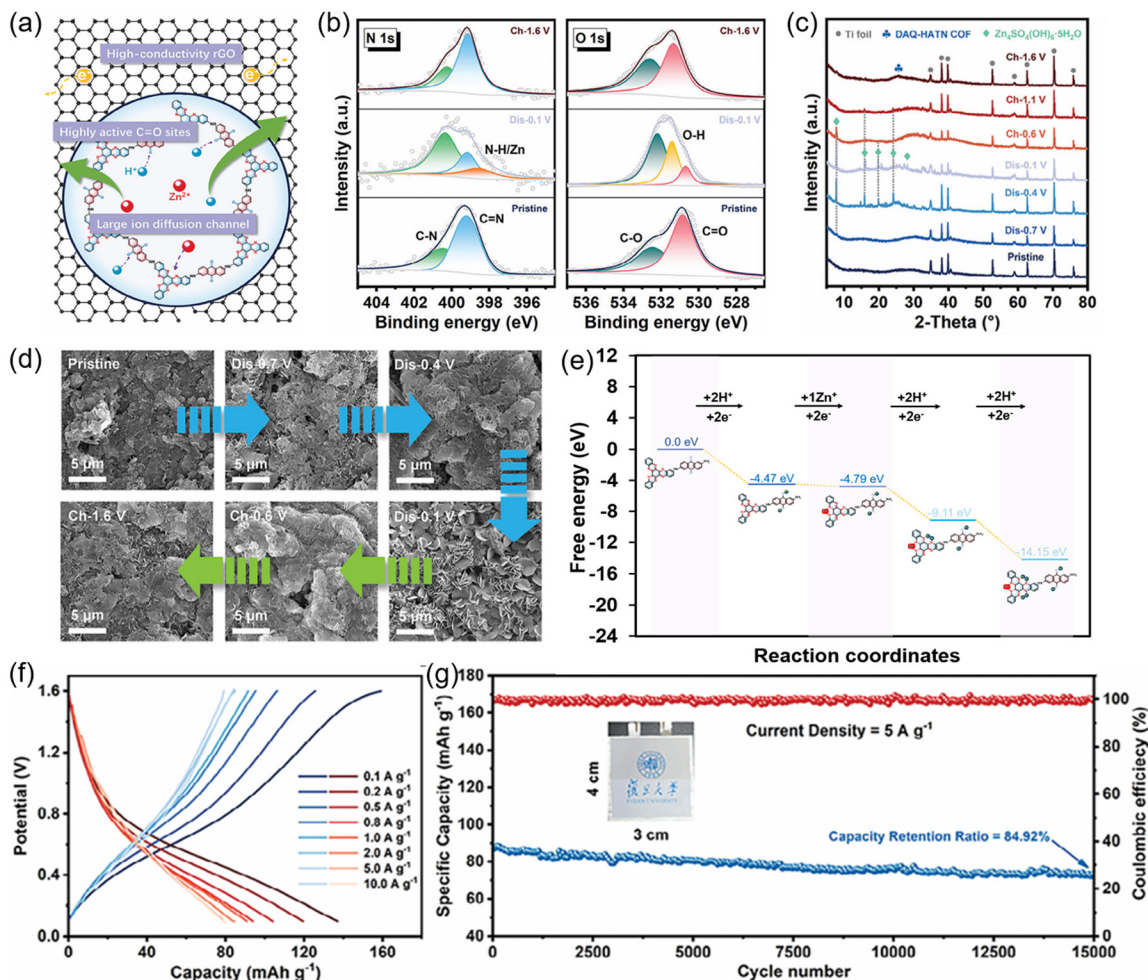 (a)
High-conductivity rGO
e⁻
e⁻
Highly active C=O sites
H⁺
Zn²⁺
Large ion diffusion channel
(b)
N 1s
Ch-1.6 V
O 1s
Ch-1.6 V
Dis-0.1 V
N-H/Zn
Dis-0.1 V
O-H
Pristine
C=N
C-N
Pristine
C-O
C=O
Intensity (a.u.)
404 402 400 398 396
Binding energy (eV)
536 534 532 530 528
Binding energy (eV)
(c)
Ti foil
DAQ-HATN COF
Zn₄SO₄(OH)₆·5H₂O
Ch-1.6 V
Ch-1.1 V
Ch-0.6 V
Dis-0.1 V
Dis-0.4 V
Dis-0.7 V
Pristine
Intensity (a.u.)
10 20 30 40 50 60 70 80
2-Theta (°)
(d)
Pristine
5 μm
Dis-0.7 V
5 μm
Dis-0.4 V
5 μm
Ch-1.6 V
5 μm
Ch-0.6 V
5 μm
Dis-0.1 V
5 μm
(e)
12
8
4
0
-4
-8
-12
-16
-20
-24
Free energy (eV)
+2H⁺
+2e⁻
+1Zn⁺
+2e⁻
+2H⁺
+2e⁻
+2H⁺
+2e⁻
0.0 eV
-4.47 eV
-4.79 eV
-9.11 eV
-14.15 eV
Reaction coordinates
(f)
1.6
1.2
0.8
0.4
0.0
Potential (V)
0.1 A g⁻¹
0.2 A g⁻¹
0.5 A g⁻¹
0.8 A g⁻¹
1.0 A g⁻¹
2.0 A g⁻¹
5.0 A g⁻¹
10.0 A g⁻¹
0 40 80 120 160
Capacity (mAh g⁻¹)
(g)
180
160
140
120
100
80
60
40
Specific Capacity (mAh g⁻¹)
Current Density = 5 A g⁻¹
4 cm
復旦大學
FUDAN UNIVERSITY
3 cm
Capacity Retention Ratio = 84.92%
100
80
60
40
20
0
Coulombic efficiecy (%)
0 2500 5000 7500 10000 12500 15000
Cycle number